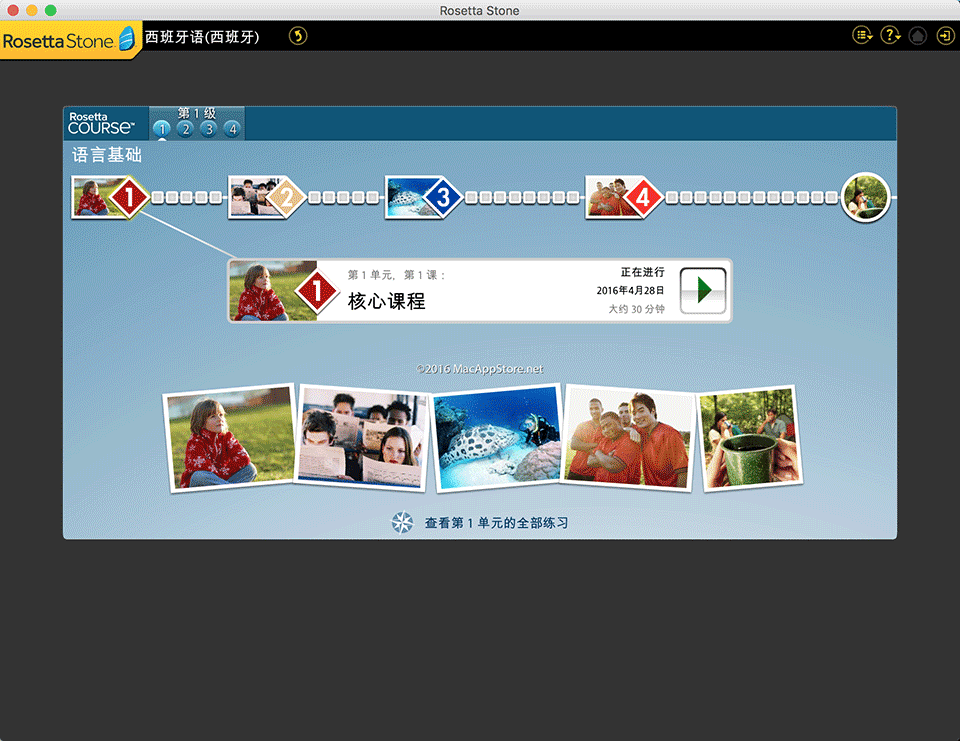 Rosetta Stone
RosettaStone
西班牙语(西班牙)
Rosetta
COURSE™
第 1 级
1 2 3 4
语言基础
1 2 3 4
第 1 单元，第 1 课：
1
核心课程
正在进行
2016年4月28日
大约 30 分钟
©2016 MacAppStore.net
查看第 1 单元的全部练习